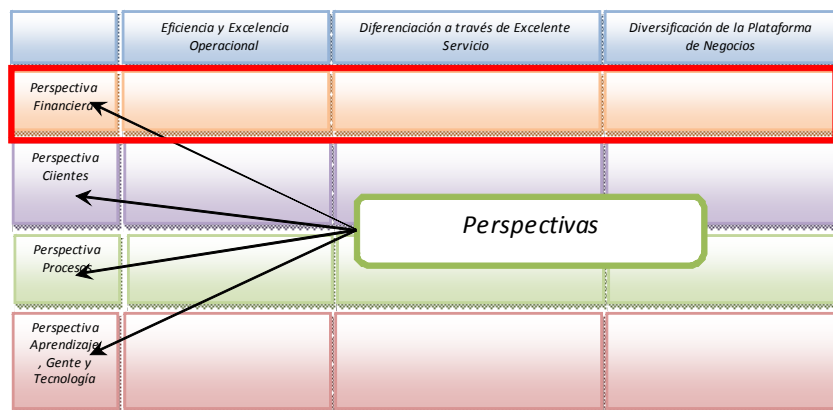 Eficiencia y Excelencia
Operacional
Diferenciación a través de Excelente
Servicio
Diversificación de la Plataforma
de Negocios
Perspectiva
Financiera
Perspectiva
Clientes
Perspectivas
Perspectiva
Procesos
Perspectiva
Aprendizaje
, Gente y
Tecnología